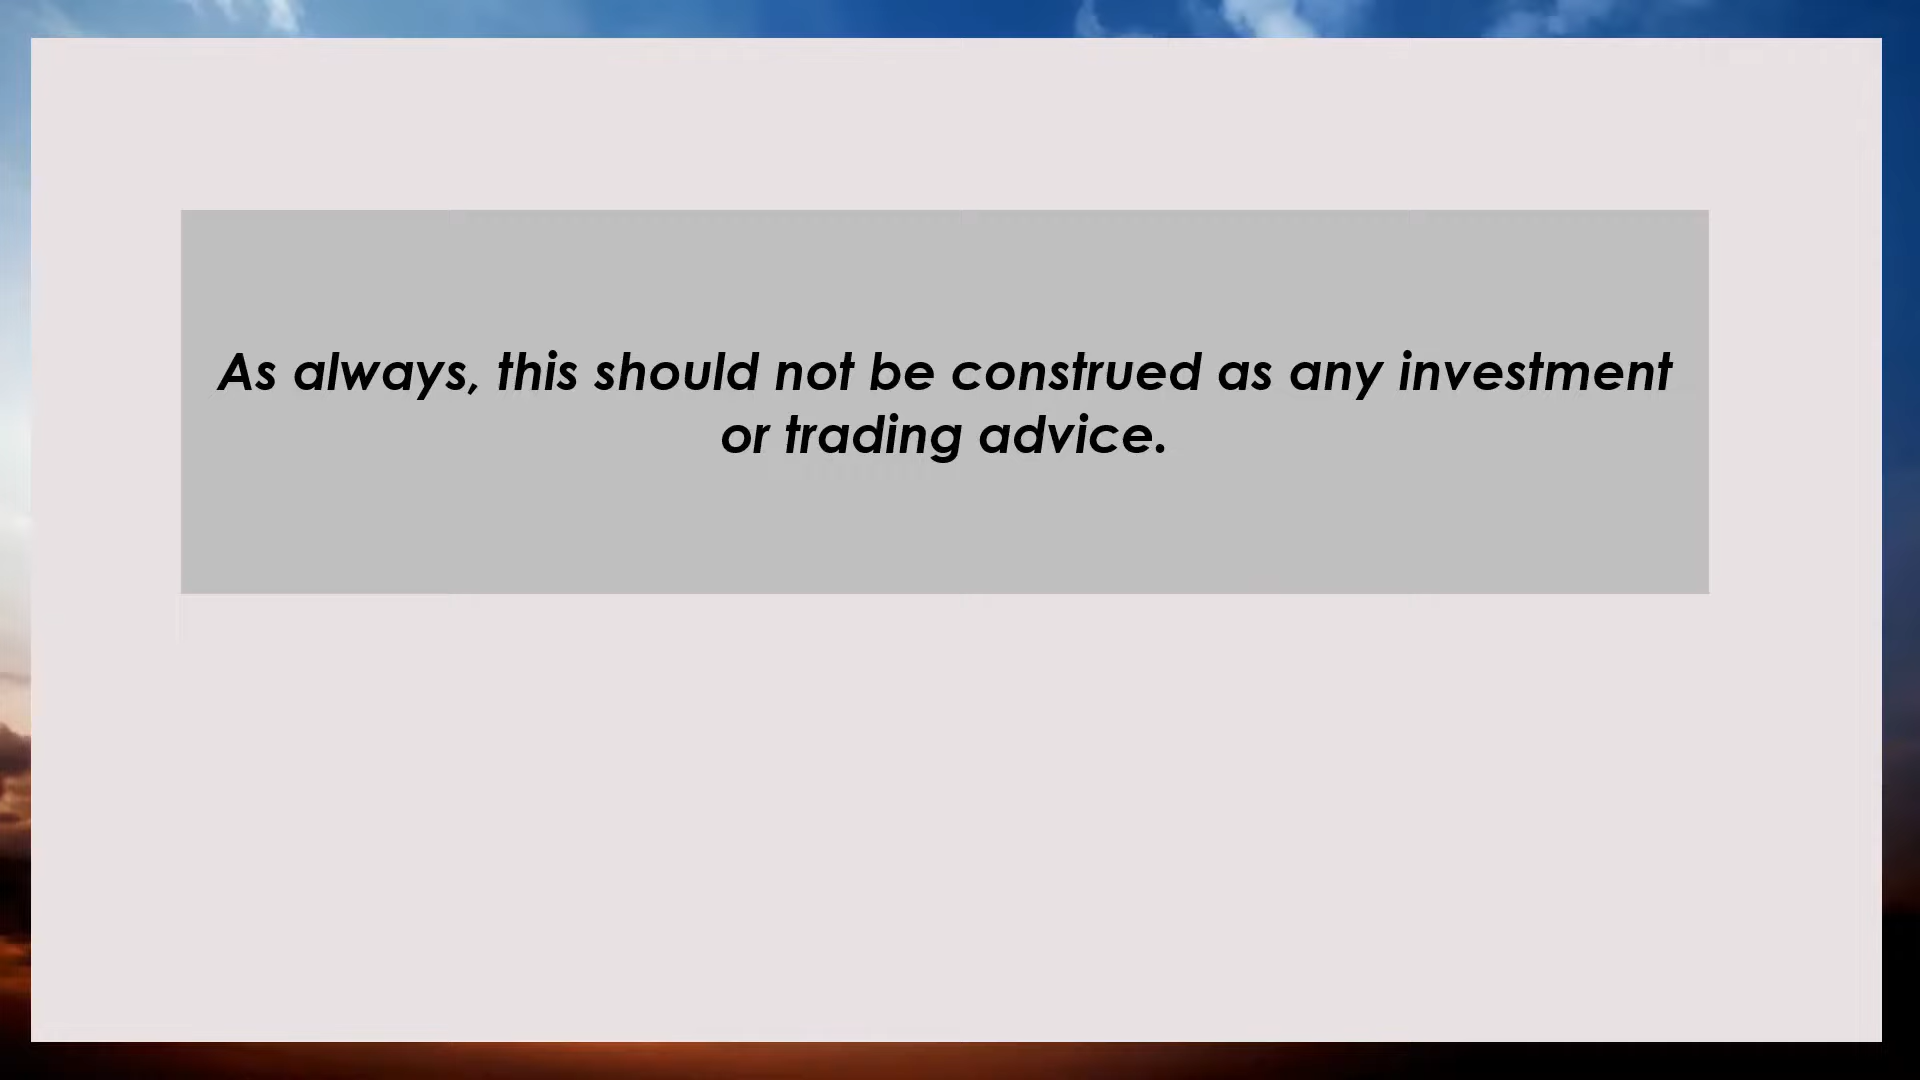 As always, this should not be construed as any investment
or trading advice.